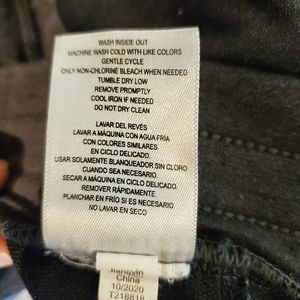 WASH INSIDE OUT
MACHINE WASH COLD WITH LIKE COLORS
GENTLE CYCLE
ONLY NON-CHLORINE BLEACH WHEN NEEDED
TUMBLE DRY LOW
REMOVE PROMPTLY
COOL IRON IF NEEDED
DO NOT DRY CLEAN
LAVAR DEL REVÉS
LAVAR A MÁQUINA CON AGUA FRÍA
CON COLORES SIMILARES
EN CICLO DELICADO.
USAR SOLAMENTE BLANQUEADOR SIN CLORO
CUANDO SEA NECESARIO.
SECAR A MÁQUINA EN CICLO DELICADO.
REMOVER RÁPIDAMENTE.
PLANCHAR EN FRÍO SI ES NECESARIO
NO LAVAR EN SECO
China
10/2020
T218818